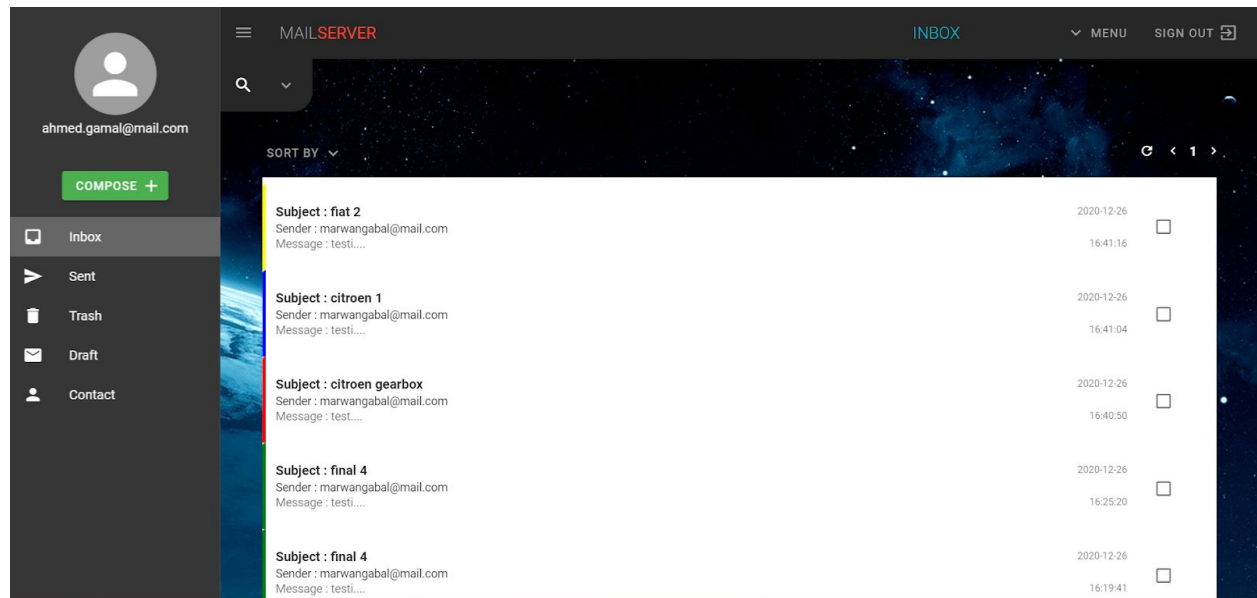 MAILSERVER
INBOX
MENU
SIGN OUT
ahmed.gamal@mail.com
COMPOSE +
Inbox
Sent
Trash
Draft
Contact
SORT BY
1
Subject : fiat 2
Sender : marwangabal@mail.com
Message : testi....
2020-12-26
16:41:16
Subject : citroen 1
Sender : marwangabal@mail.com
Message : testi....
2020-12-26
16:41:04
Subject : citroen gearbox
Sender : marwangabal@mail.com
Message : test....
2020-12-26
16:40:50
Subject : final 4
Sender : marwangabal@mail.com
Message : testi....
2020-12-26
16:25:20
Subject : final 4
Sender : marwangabal@mail.com
Message : testi....
2020-12-26
16:19:41